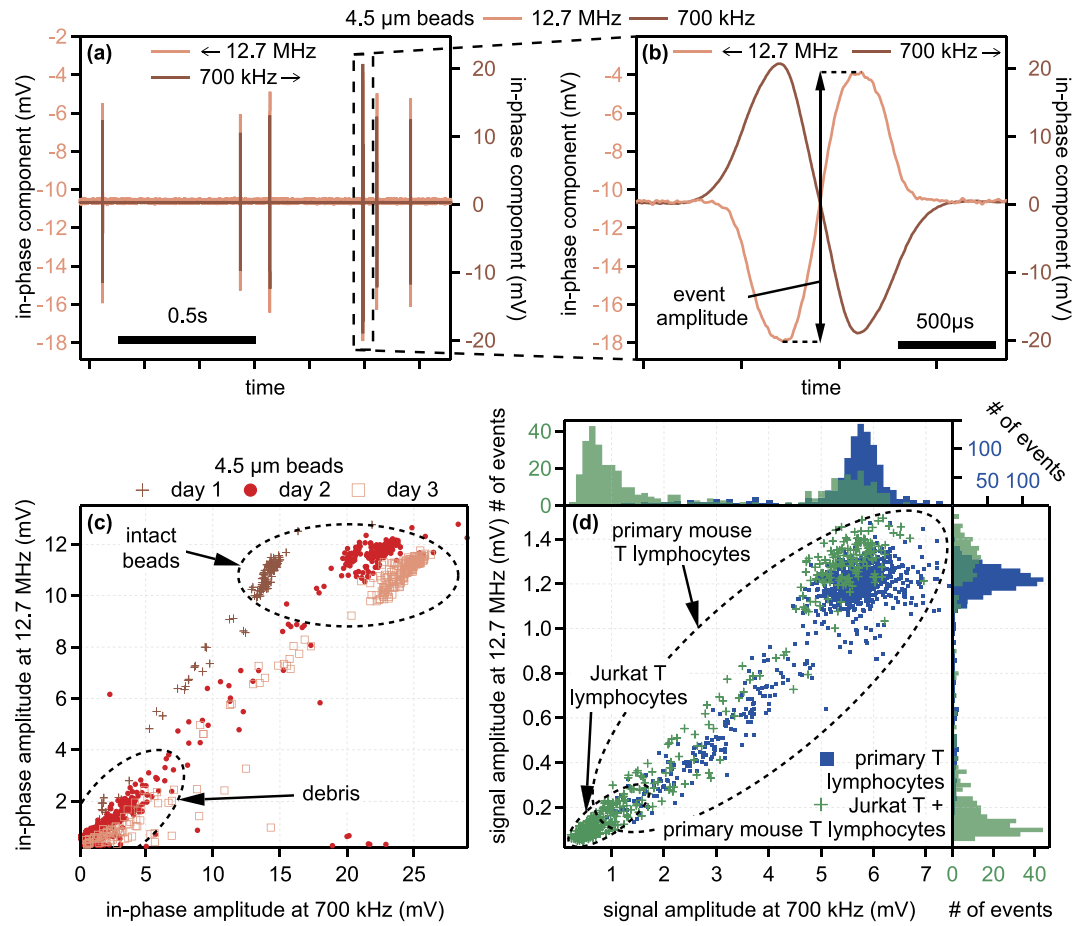 4.5 µm beads 12.7 MHz 700 kHz
(a)
← 12.7 MHz
700 kHz →
-2
-4
-6
-8
-10
-11
-14
-16
-18
in-phase component (mV)
20
10
0
-10
-20
in-phase component (mV)
0.5s
time
(b)
← 12.7 MHz
700 kHz →
-2
-4
-6
-8
-10
-11
-14
-16
-18
in-phase component (mV)
20
10
0
-10
-20
in-phase component (mV)
event
amplitude
500µs
time
4.5 µm beads
day 1 day 2 day 3
(c)
intact
beads
debris
12
10
8
6
4
2
in-phase amplitude at 12.7 MHz (mV)
0 5 10 15 20 25
in-phase amplitude at 700 kHz (mV)
40
20
0
# of events
# of events
100
50
50 100
(d)
primary mouse
T lymphocytes
Jurkat T
lymphocytes
primary T
lymphocytes
Jurkat T +
primary mouse T lymphocytes
1.4
1.2
1.0
0.8
0.6
0.4
0.2
signal amplitude at 12.7 MHz (mV)
1 2 3 4 5 6 7
signal amplitude at 700 kHz (mV)
0 20 40
# of events